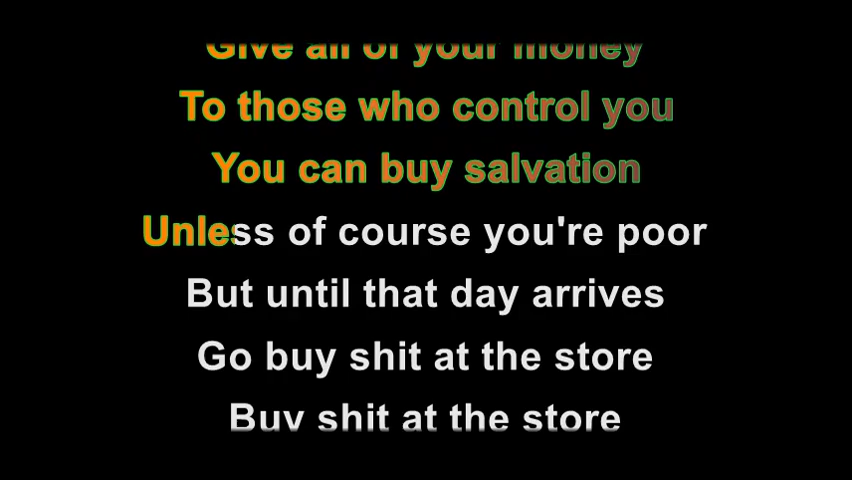 Give all of your money
To those who control you
You can buy salvation
Unless of course you're poor
But until that day arrives
Go buy shit at the store
Buy shit at the store